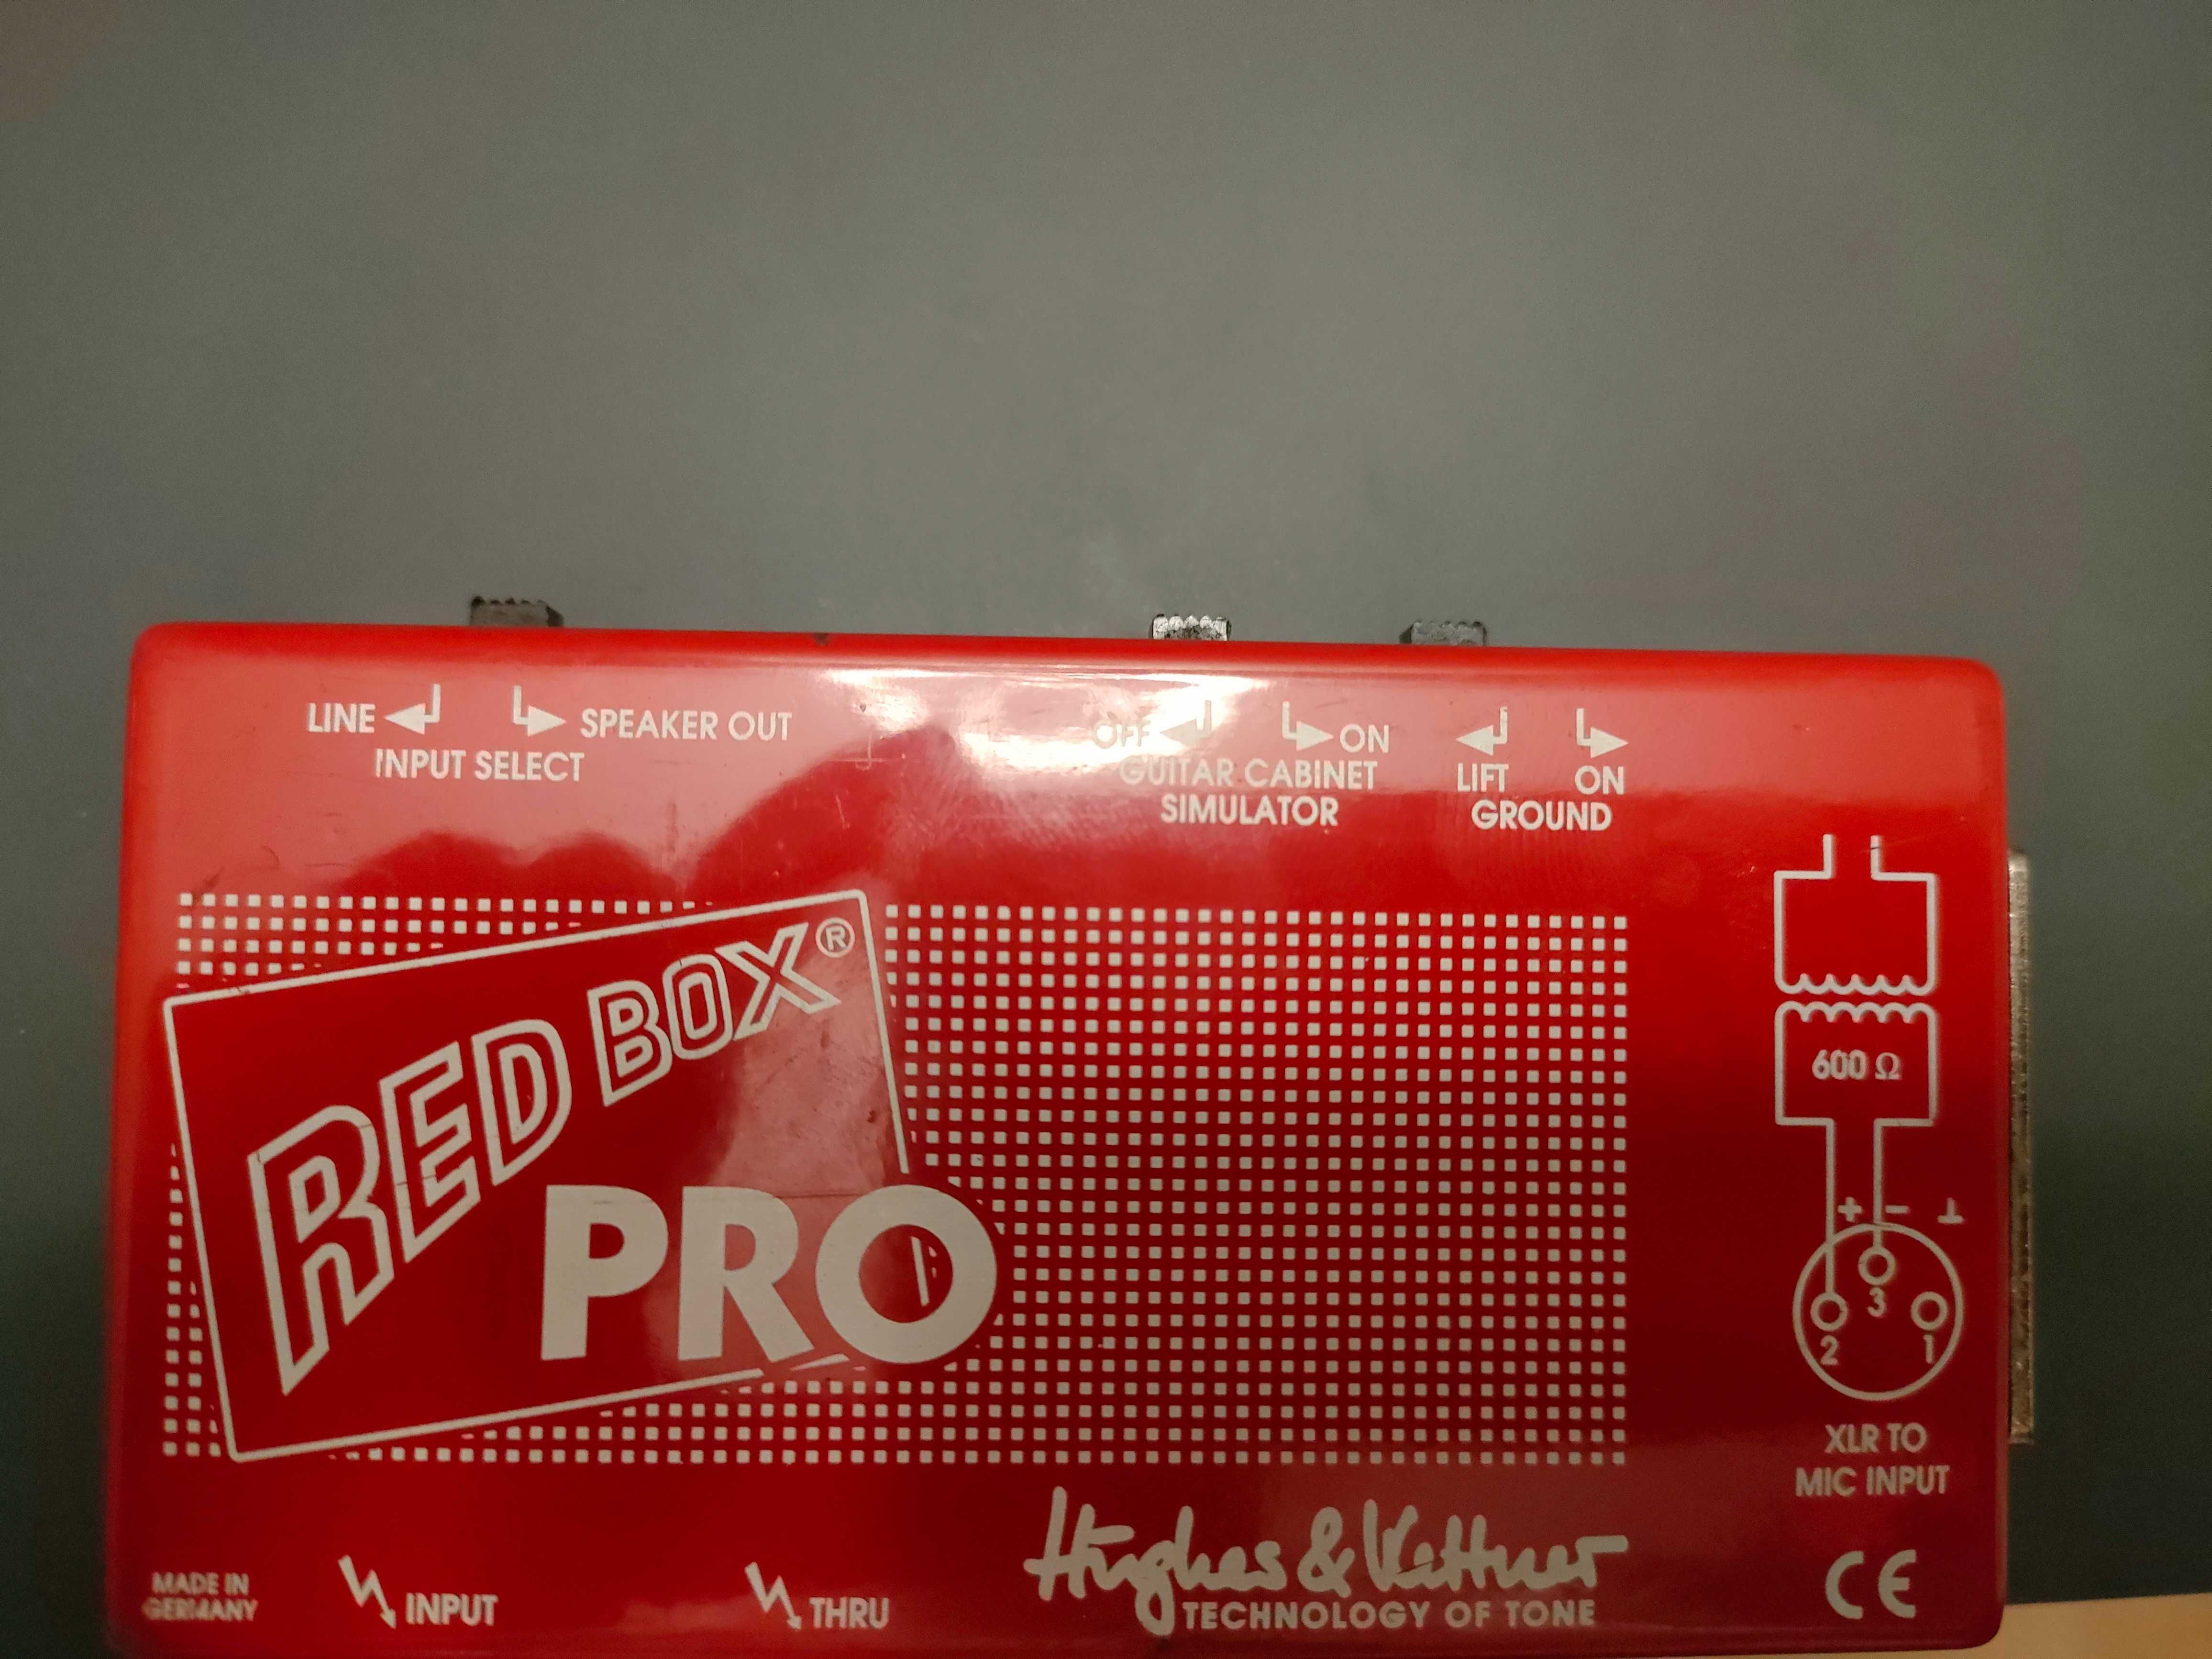 LINE SPEAKER OUT
INPUT SELECT
OFF ON
GUITAR CABINET
SIMULATOR
LIFT ON
GROUND
RED BOX®
PRO
600 Ω
+ − ⊥
3
2 1
XLR TO
MIC INPUT
Hughes & Kettner
TECHNOLOGY OF TONE
MADE IN
GERMANY
INPUT
THRU
CE